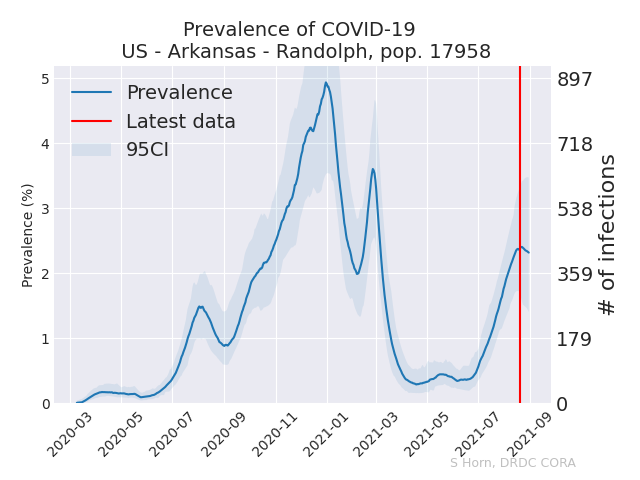 Prevalence of COVID-19
US - Arkansas - Randolph, pop. 17958
Prevalence
Latest data
95CI
Prevalence (%)
5
4
3
2
1
0
897
718
538
359
179
0
# of infections
2020-03
2020-05
2020-07
2020-09
2020-11
2021-01
2021-03
2021-05
2021-07
2021-09
S Horn, DRDC CORA